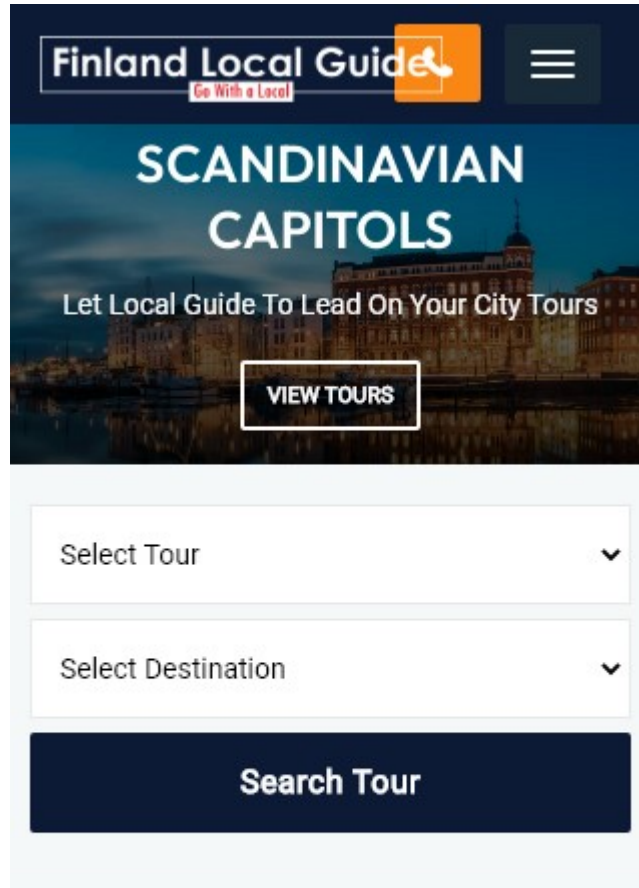 Finland Local Guide
Go With a Local
SCANDINAVIAN
CAPITOLS
Let Local Guide To Lead On Your City Tours
VIEW TOURS
Select Tour
Select Destination
Search Tour